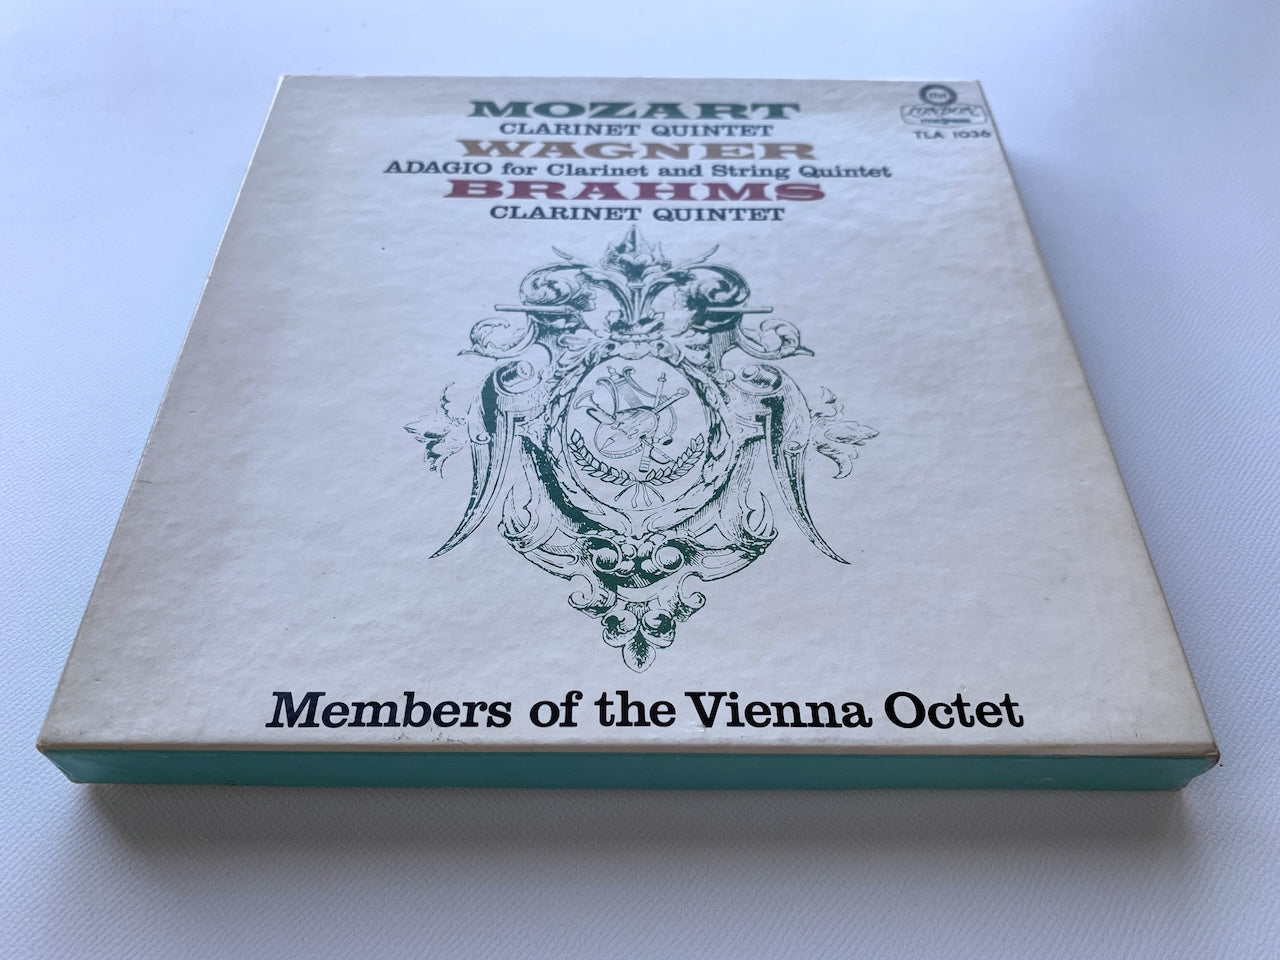 MOZART
CLARINET QUINTET
WAGNER
ADAGIO for Clarinet and String Quintet
BRAHMS
CLARINET QUINTET
LONDON
TLA 1036
Members of the Vienna Octet